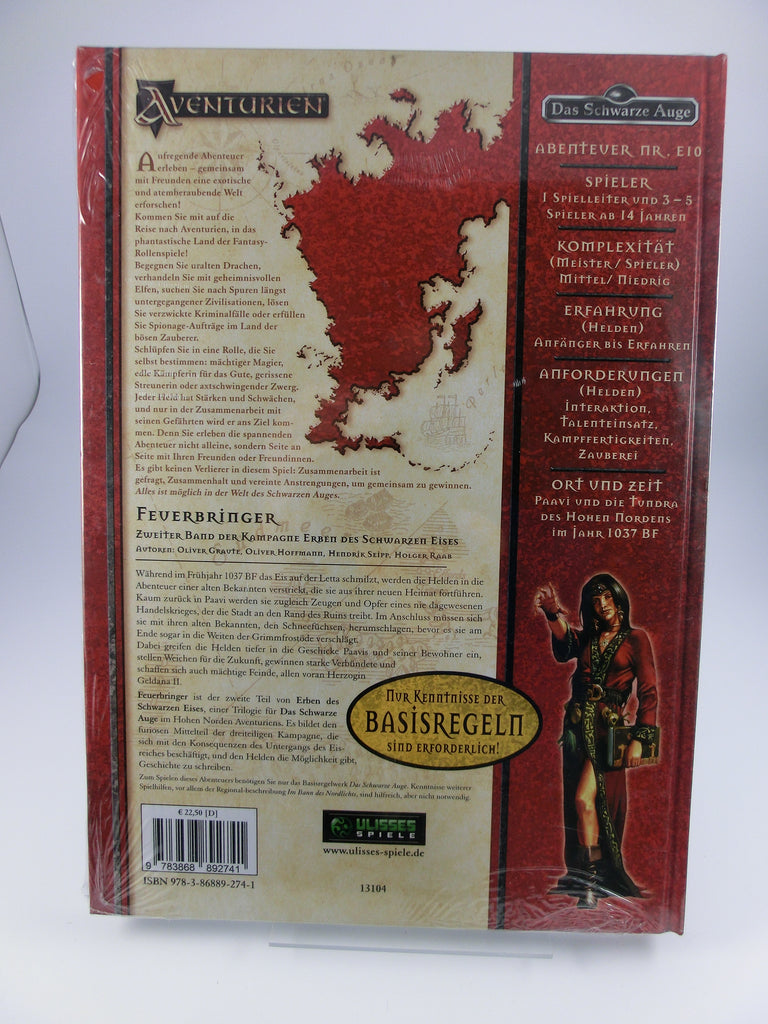 AVENTURIEN
Aufregende Abenteuer
erleben – gemeinsam
mit Freunden eine exotische
und atemberaubende Welt
erforschen!
Kommen Sie mit auf die
Reise nach Aventurien, in das
phantastische Land der Fantasy-
Rollenspiele!
Begegnen Sie uralten Drachen,
verhandeln Sie mit geheimnisvollen
Elfen, suchen Sie nach Spuren längst
untergegangener Zivilisationen, lösen
Sie verzwickte Kriminalfälle oder erfüllen
Sie Spionage-Aufträge im Land der
bösen Zauberer.
Schlüpfen Sie in eine Rolle, die Sie
selbst bestimmen: mächtiger Magier,
edle Kämpferin für das Gute, gerissene
Streunerin oder axtschwingender Zwerg.
Jeder Held hat Stärken und Schwächen,
und nur in der Zusammenarbeit mit
seinen Gefährten wird er ans Ziel kom-
men. Denn Sie erleben die spannenden
Abenteuer nicht alleine, sondern Seite an
Seite mit Ihren Freunden oder Freundinnen.
Es gibt keinen Verlierer in diesem Spiel: Zusammenarbeit ist
gefragt, Zusammenhalt und vereinte Anstrengungen, um gemeinsam zu gewinnen.
Alles ist möglich in der Welt des Schwarzen Auges.
FEUERBRINGER
ZWEITER BAND DER KAMPAGNE ERBEN DES SCHWARZEN EISES
AUTOREN: OLIVER GRAUTE, OLIVER HOFFMANN, HENDRIK SEIPP, HOLGER RAAB
Während im Frühjahr 1037 BF das Eis auf der Letta schmilzt, werden die Helden in die
Abenteuer einer alten Bekannten verstrickt, die sie aus ihrer neuen Heimat fortführen.
Kaum zurück in Paavi werden sie zugleich Zeugen und Opfer eines nie dagewesenen
Handelskrieges, der die Stadt an den Rand des Ruins treibt. Im Anschluss müssen sich
sie mit ihren alten Bekannten, den Schneefüchsen, herumschlagen, bevor es sie am
Ende sogar in die Weiten der Grimmfrostöde verschlägt.
Dabei greifen die Helden tiefer in die Geschicke Paavis und seiner Bewohner ein,
stellen Weichen für die Zukunft, gewinnen starke Verbündete und
schaffen sich auch mächtige Feinde, allen voran Herzogin
Geldana II.
Feuerbringer ist der zweite Teil von Erben des
Schwarzen Eises, einer Trilogie für Das Schwarze
Auge im Hohen Norden Aventuriens. Es bildet den
furiosen Mittelteil der dreiteiligen Kampagne, die
sich mit den Konsequenzen des Untergangs des Eis-
reiches beschäftigt, und den Helden die Möglichkeit gibt,
Geschichte zu schreiben.
Zum Spielen dieses Abenteuers benötigen Sie nur das Basisregelwerk Das Schwarze Auge. Kenntnisse weiterer
Spielhilfen, vor allem der Regional-beschreibung Im Bann des Nordlichts, sind hilfreich, aber nicht notwendig.
NUR KENNTNISSE DER
BASISREGELN
SIND ERFORDERLICH!
€ 22,50 [D]
9 783868 892741
ISBN 978-3-86889-274-1
ULISSES
SPIELE
www.ulisses-spiele.de
13104
DAS SCHWARZE AUGE
ABENTEUER NR. E10
SPIELER
1 SPIELLEITER UND 3 – 5
SPIELER AB 14 JAHREN
KOMPLEXITÄT
(MEISTER/ SPIELER)
MITTEL/ NIEDRIG
ERFAHRUNG
(HELDEN)
ANFÄNGER BIS ERFAHREN
ANFORDERUNGEN
(HELDEN)
INTERAKTION,
TALENTEINSATZ,
KAMPFFERTIGKEITEN,
ZAUBEREI
ORT UND ZEIT
PAAVI UND DIE TUNDRA
DES HOHEN NORDENS
IM JAHR 1037 BF